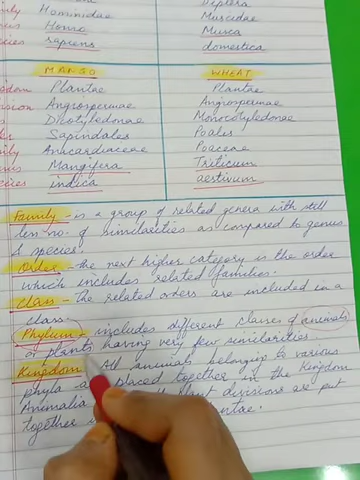 Diptera
Hominidae Muscidae
Homo Musca
sapiens domestica
MANGO WHEAT
Plantae Plantae
Angiospermae Angiospermae
Dicotyledonae Monocotyledonae
Sapindales Poales
Anacardiaceae Poaceae
Mangifera Triticum
indica aestivum
Family - is a group of related genera with still
less no. of similarities as compared to genus
& species.
Order - the next higher category is the order
which includes related families.
Class - The related orders are included in a
class.
Phylum - includes different classes of animals
or plants having very few similarities.
Kingdom All animals belonging to various
phyla placed together in the Kingdom
Animalia plant divisions are put
together